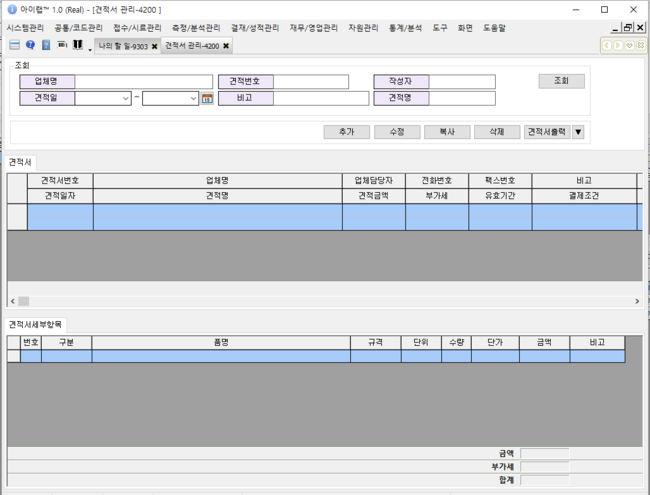 아이랩™ 1.0 (Real) - [견적서 관리-4200 ]
시스템관리 공통/코드관리 접수/시료관리 측정/분석관리 결재/성적관리 재무/영업관리 자원관리 통계/분석 도구 화면 도움말
나의 할 일-9303 견적서 관리-4200
조회
업체명 견적번호 작성자 조회
견적일 ~ 비고 견적명
추가 수정 복사 삭제 견적서출력
견적서
견적서번호 업체명 업체담당자 전화번호 팩스번호 비고
견적일자 견적명 견적금액 부가세 유효기간 결제조건
견적서세부항목
번호 구분 품명 규격 단위 수량 단가 금액 비고
금액
부가세
합계